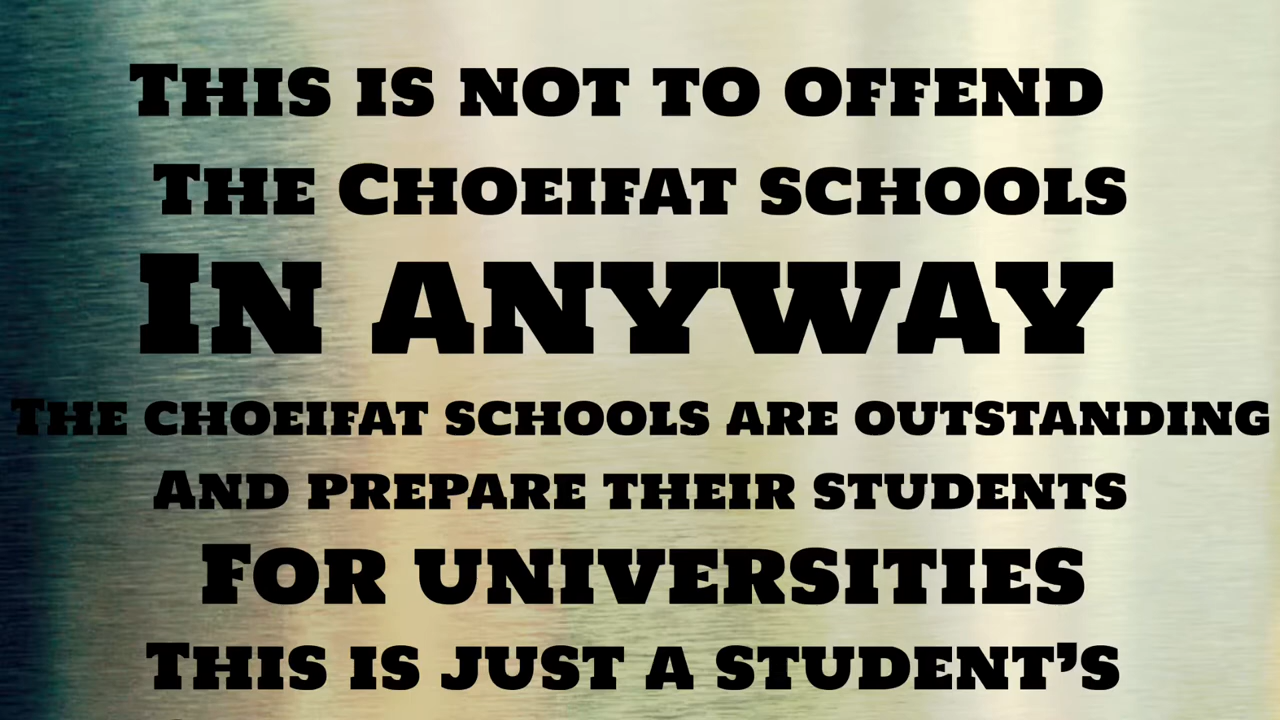 This is not to offend
The Choeifat schools
In anyway
The choeifat schools are outstanding
And prepare their students
For universities
This is just a student’s